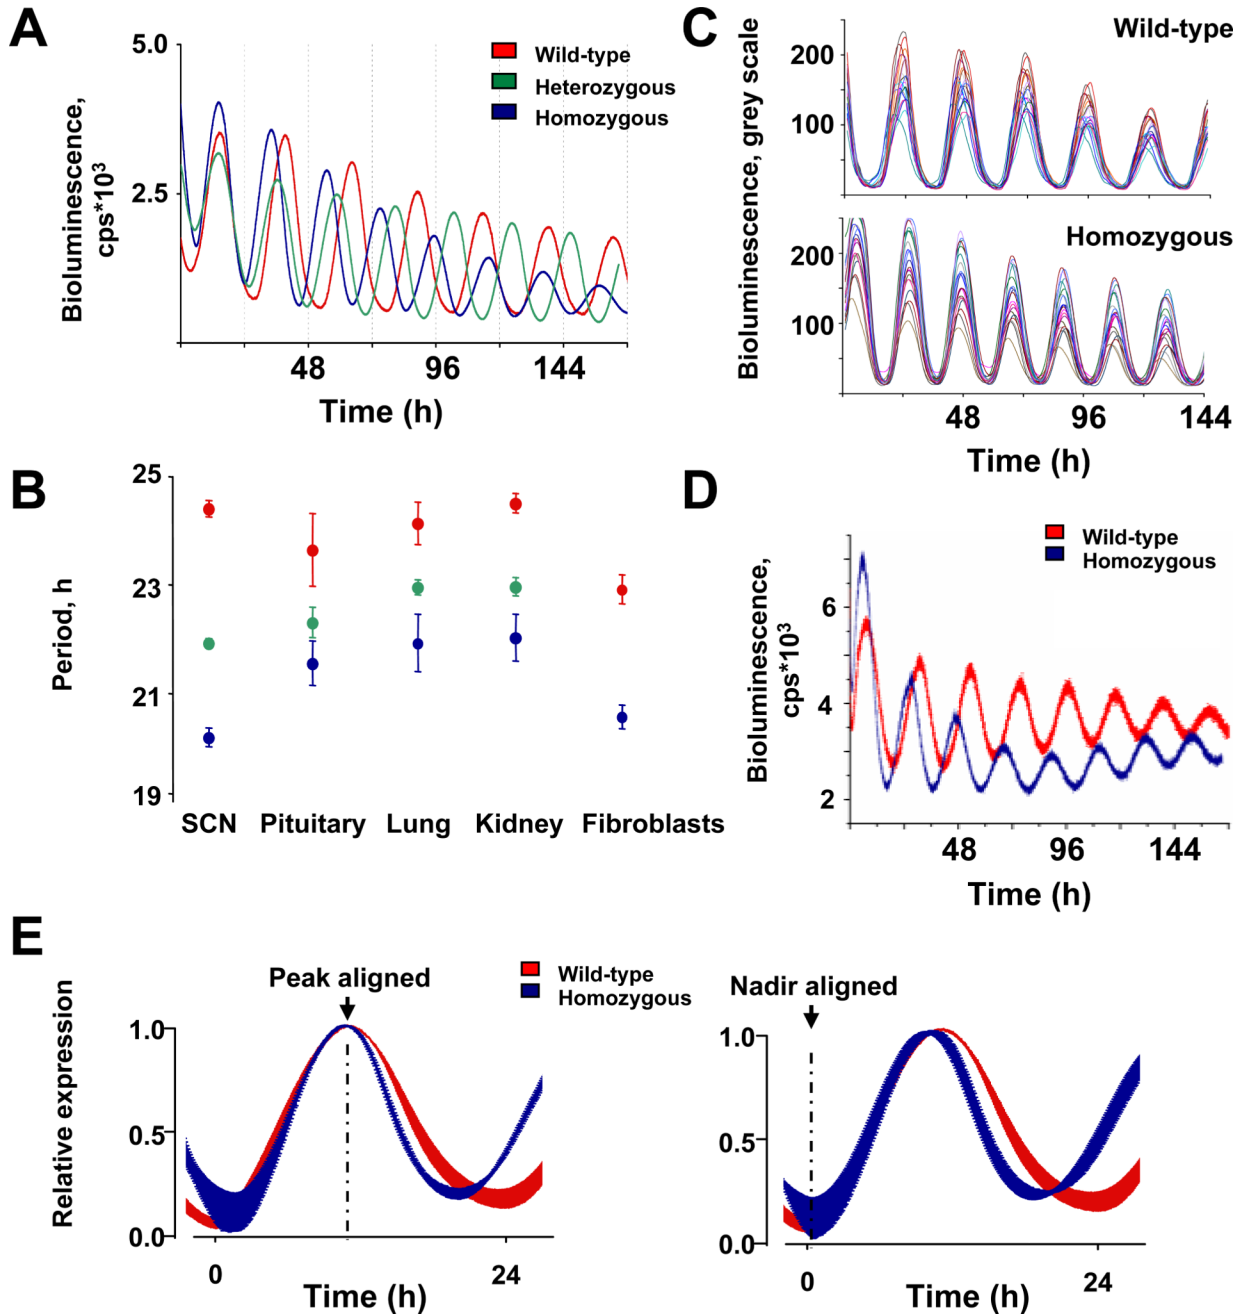 A
5.0
2.5
Bioluminescence,
cps*10³
Wild-type
Heterozygous
Homozygous
48 96 144
Time (h)
B
25
23
21
19
Period, h
SCN Pituitary Lung Kidney Fibroblasts
C
Wild-type
200
100
Homozygous
200
100
Bioluminescence, grey scale
48 96 144
Time (h)
D
Wild-type
Homozygous
6
4
2
Bioluminescence,
cps*10³
48 96 144
Time (h)
E
Peak aligned
Wild-type
Homozygous
1.0
0.5
0.0
Relative expression
0 24
Time (h)
Nadir aligned
1.0
0.5
0.0
0 24
Time (h)